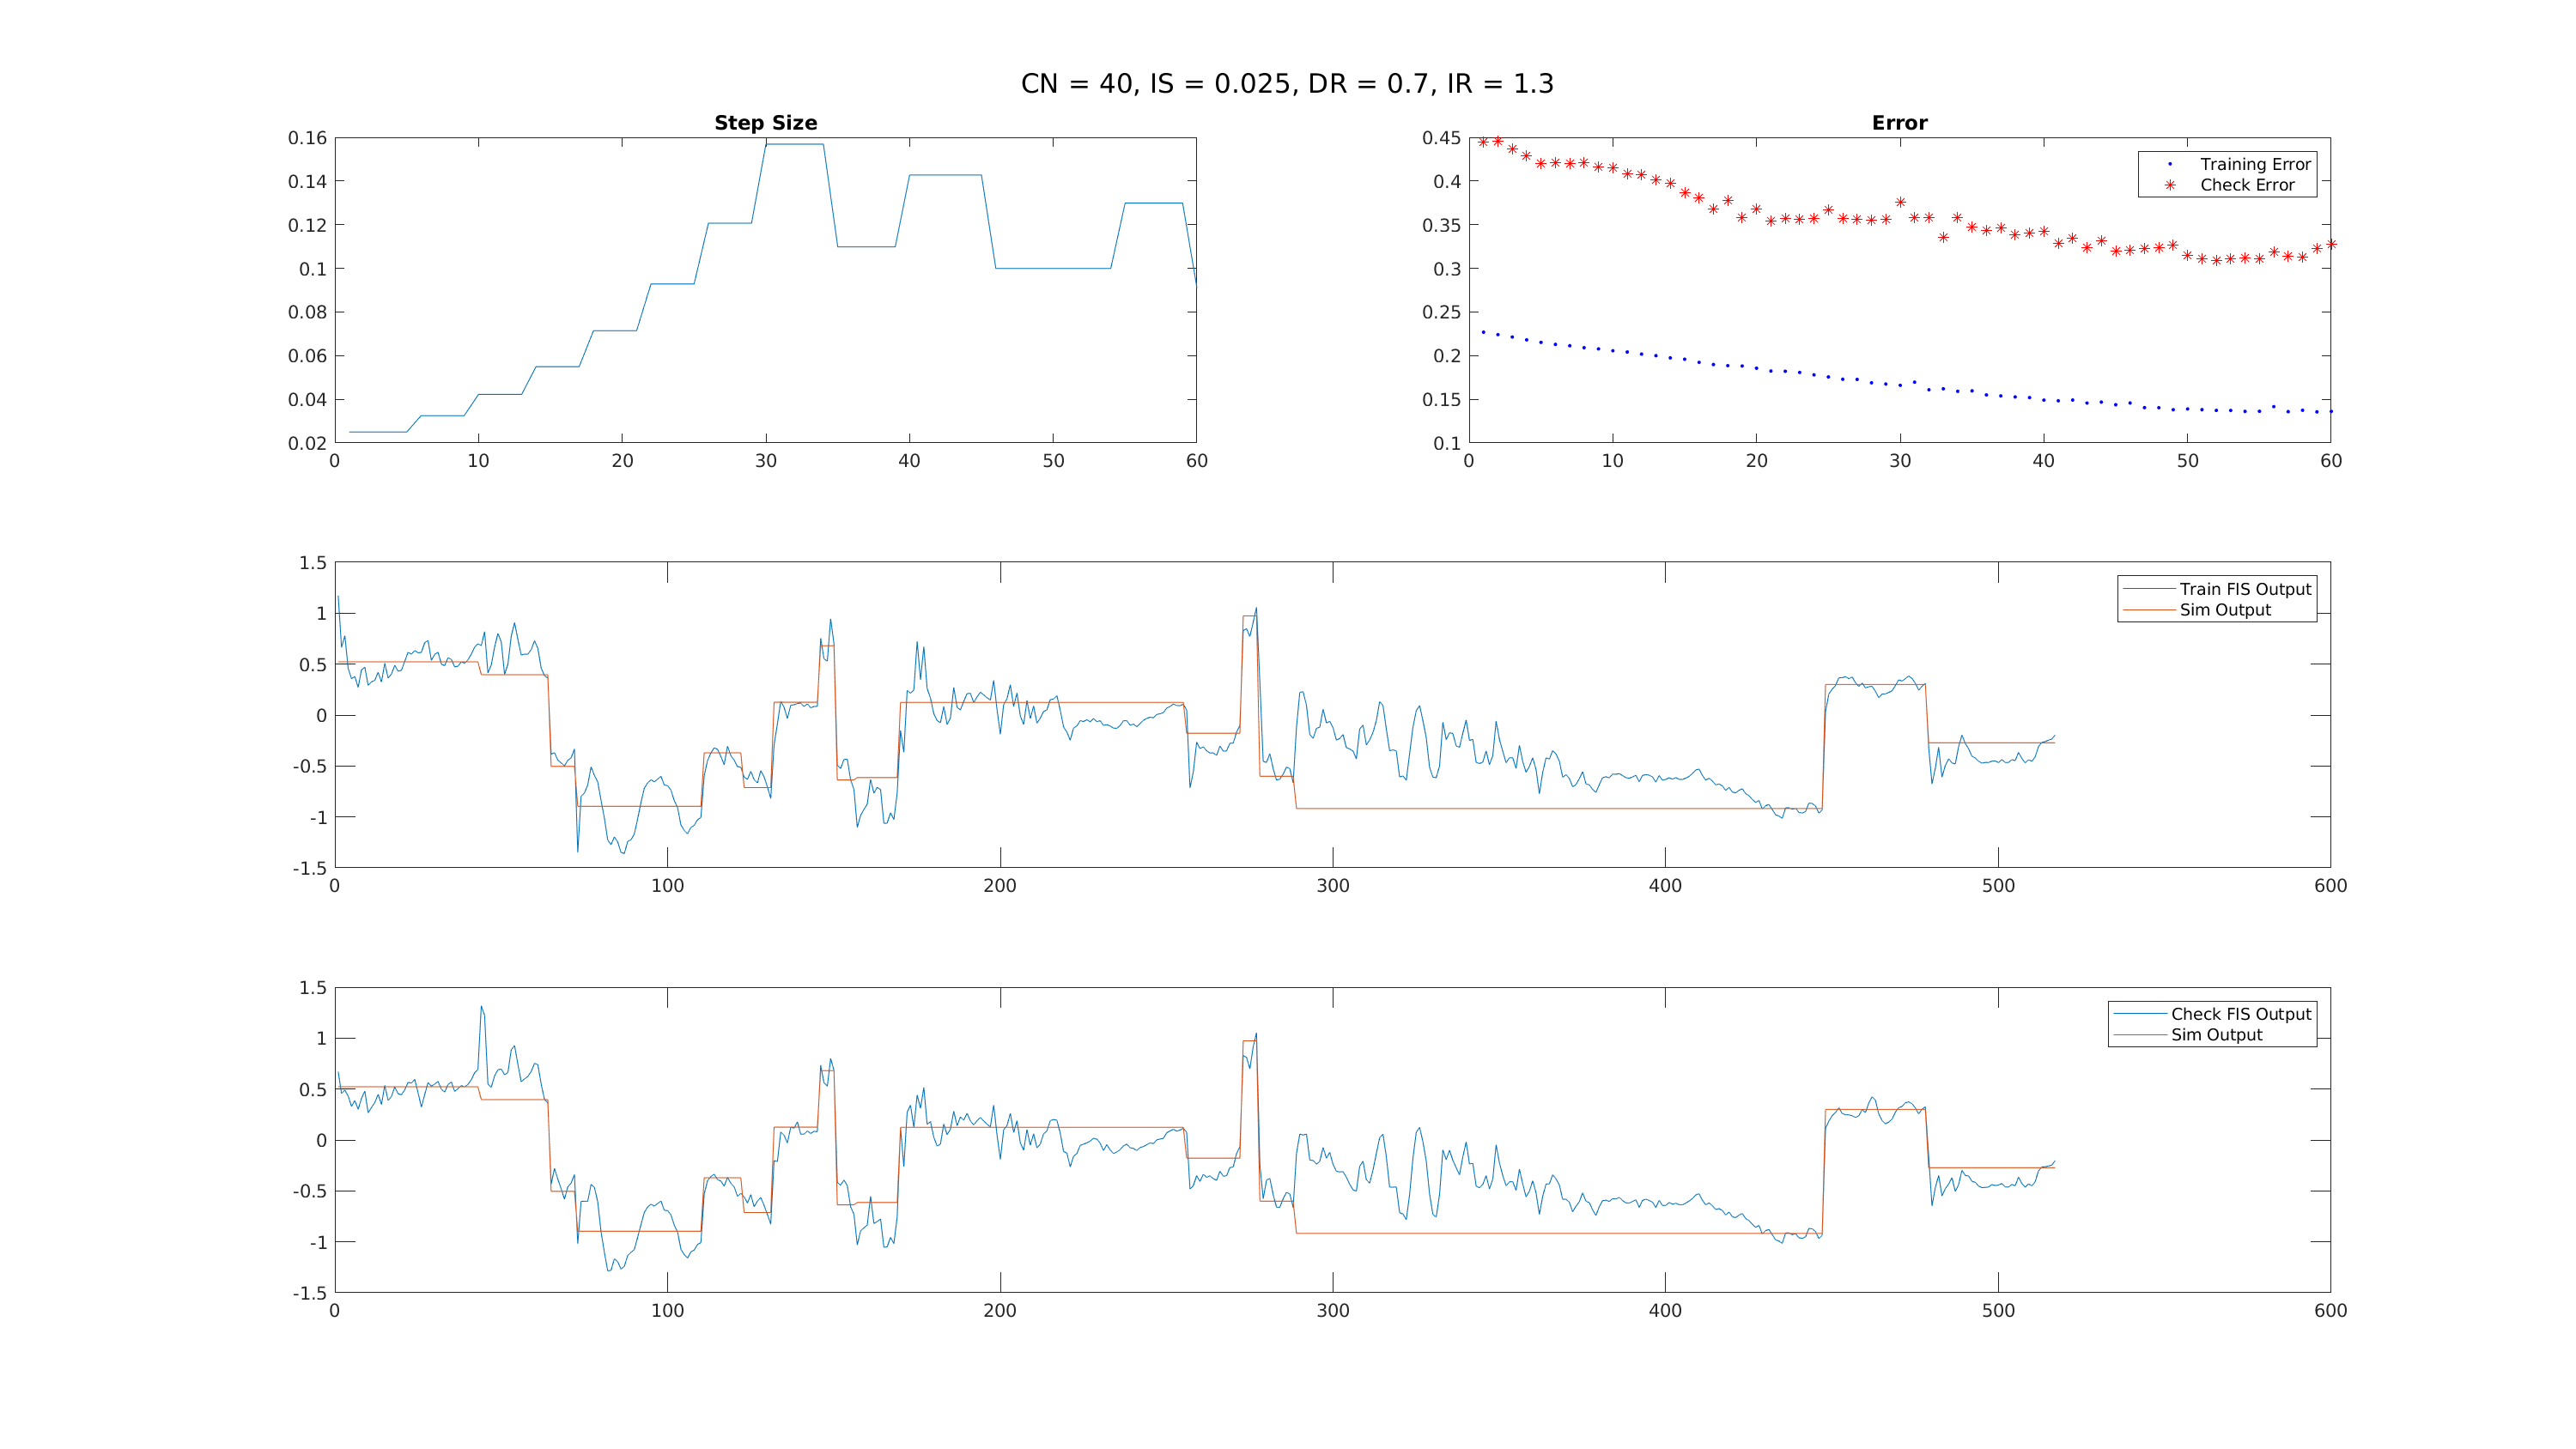 CN = 40, IS = 0.025, DR = 0.7, IR = 1.3
Step Size
0.16
0.14
0.12
0.1
0.08
0.06
0.04
0.02
0 10 20 30 40 50 60
Error
0.45
0.4
0.35
0.3
0.25
0.2
0.15
0.1
0 10 20 30 40 50 60
Training Error
Check Error
1.5
1
0.5
0
-0.5
-1
-1.5
0 100 200 300 400 500 600
Train FIS Output
Sim Output
1.5
1
0.5
0
-0.5
-1
-1.5
0 100 200 300 400 500 600
Check FIS Output
Sim Output